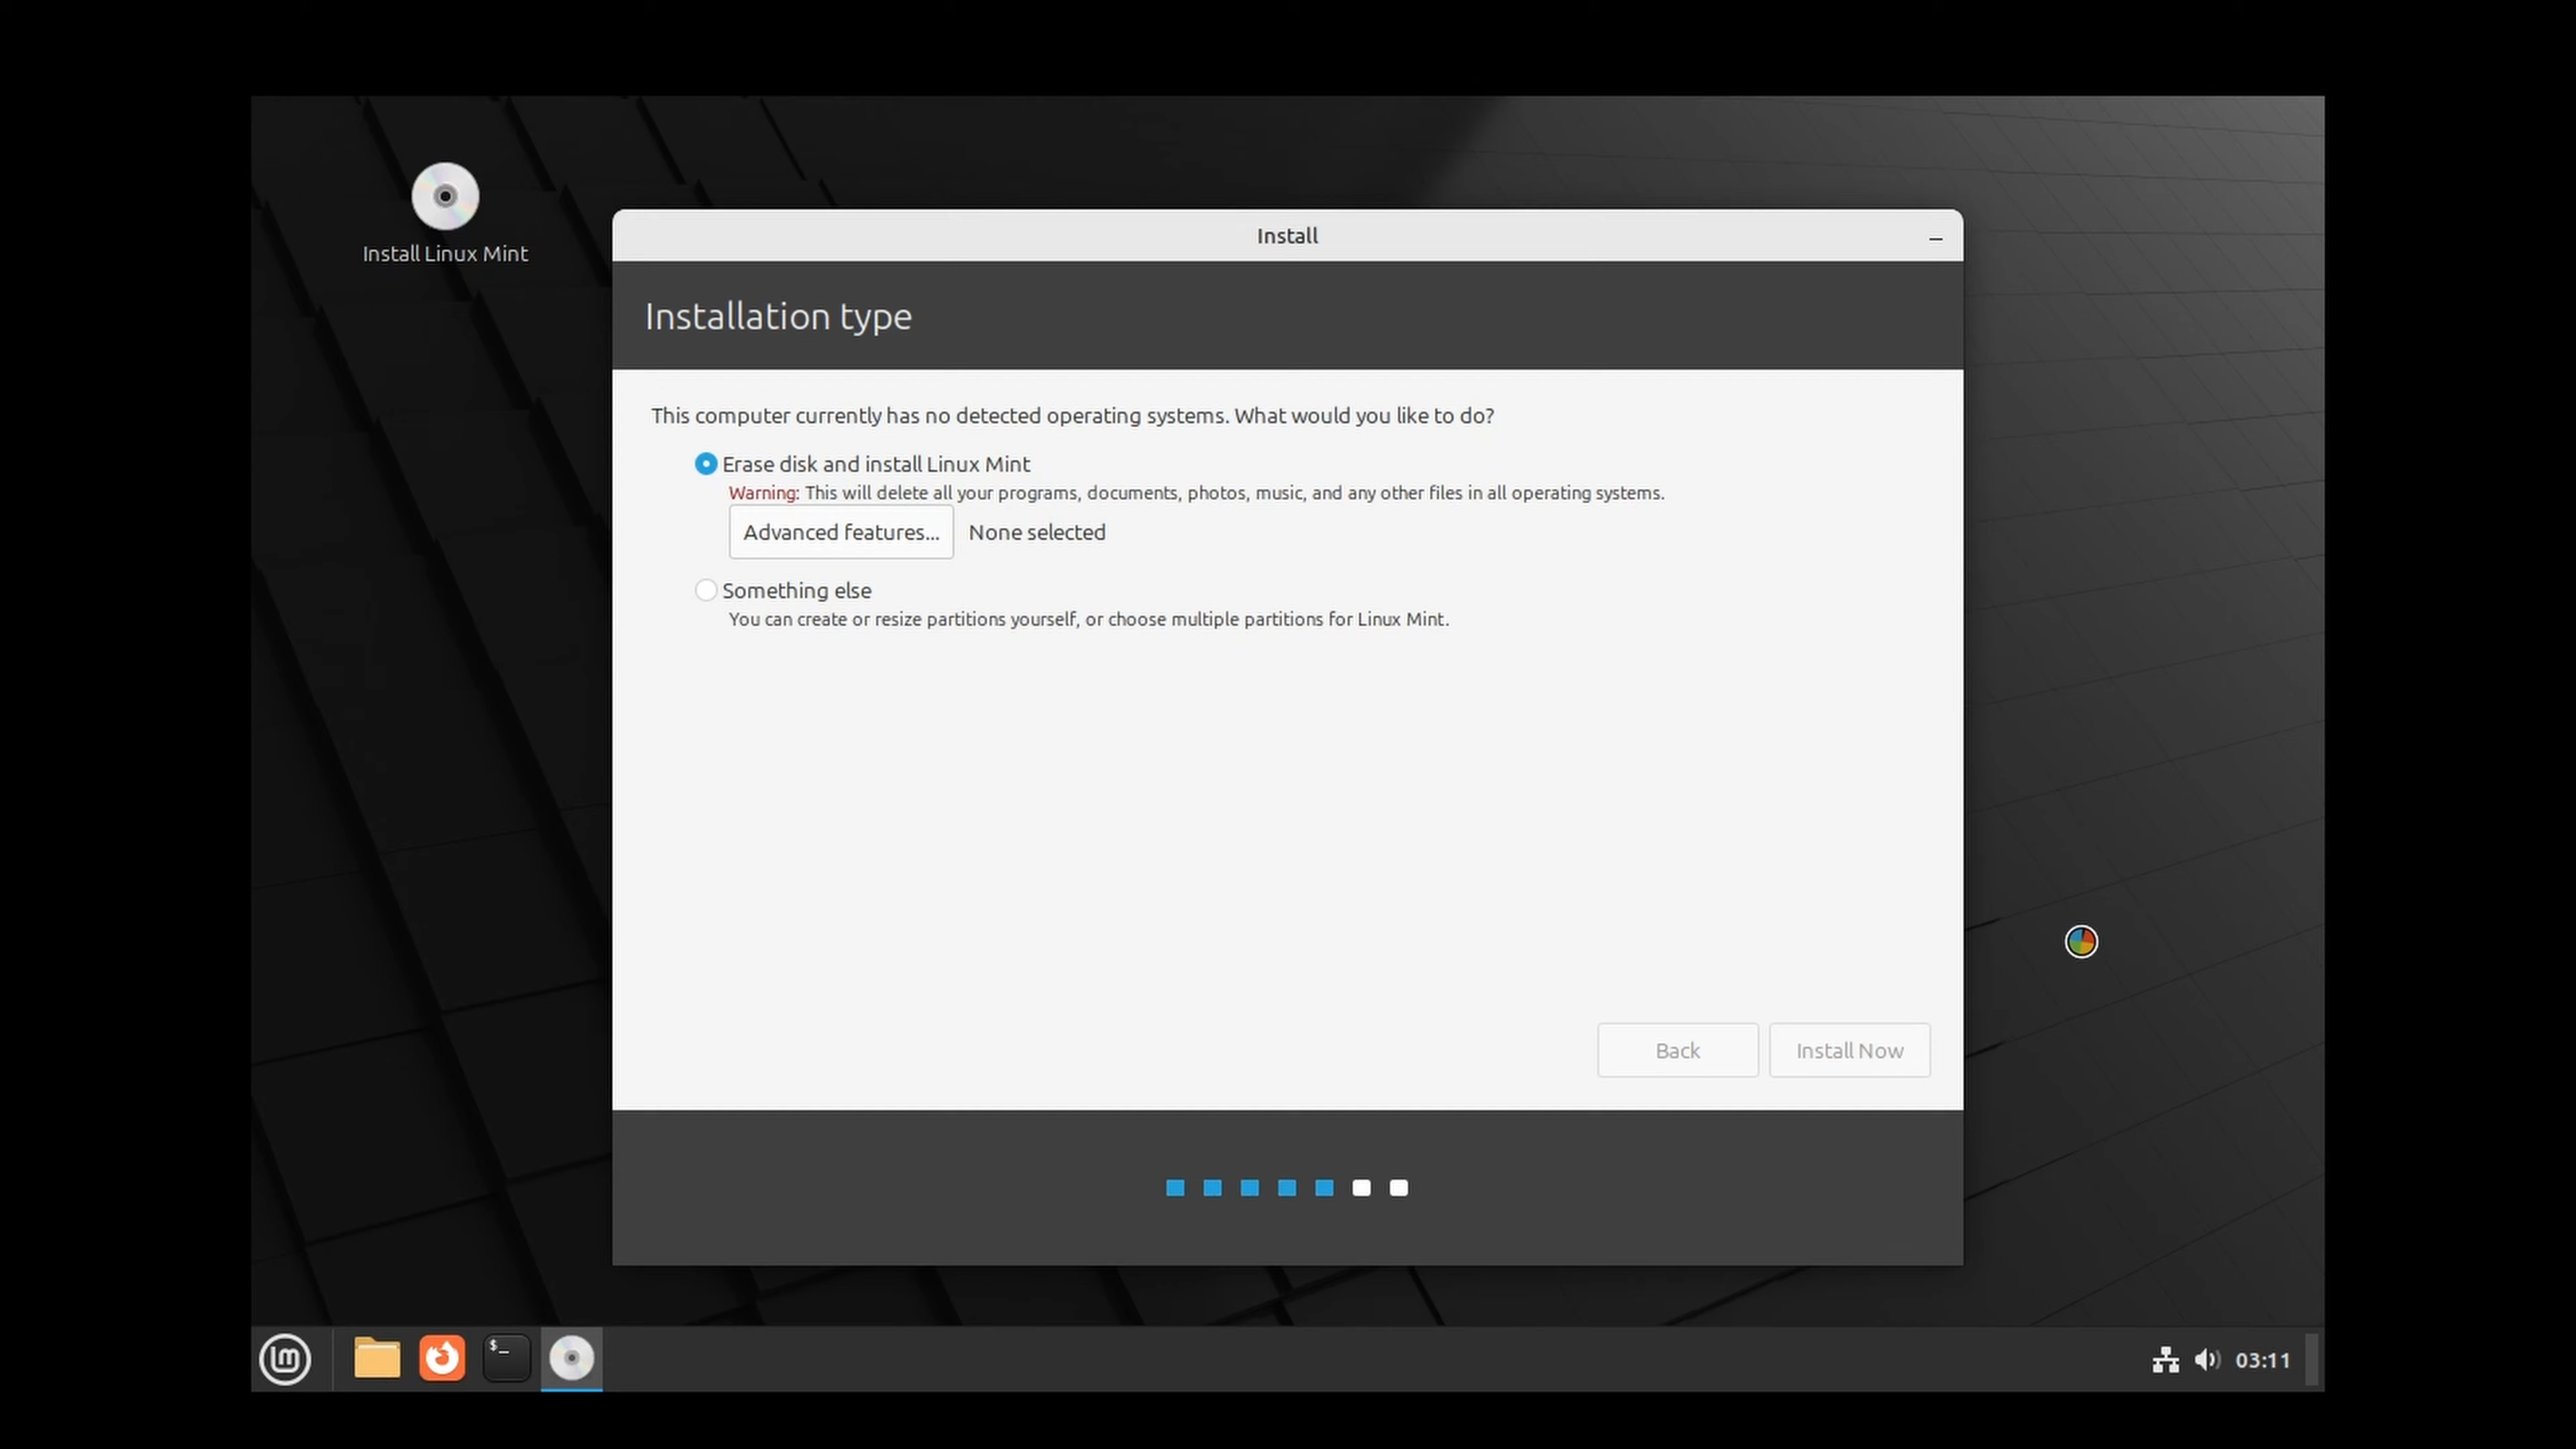 Install Linux Mint
Install
Installation type
This computer currently has no detected operating systems. What would you like to do?
Erase disk and install Linux Mint
Warning: This will delete all your programs, documents, photos, music, and any other files in all operating systems.
Advanced features... None selected
Something else
You can create or resize partitions yourself, or choose multiple partitions for Linux Mint.
Back Install Now
$_
03:11